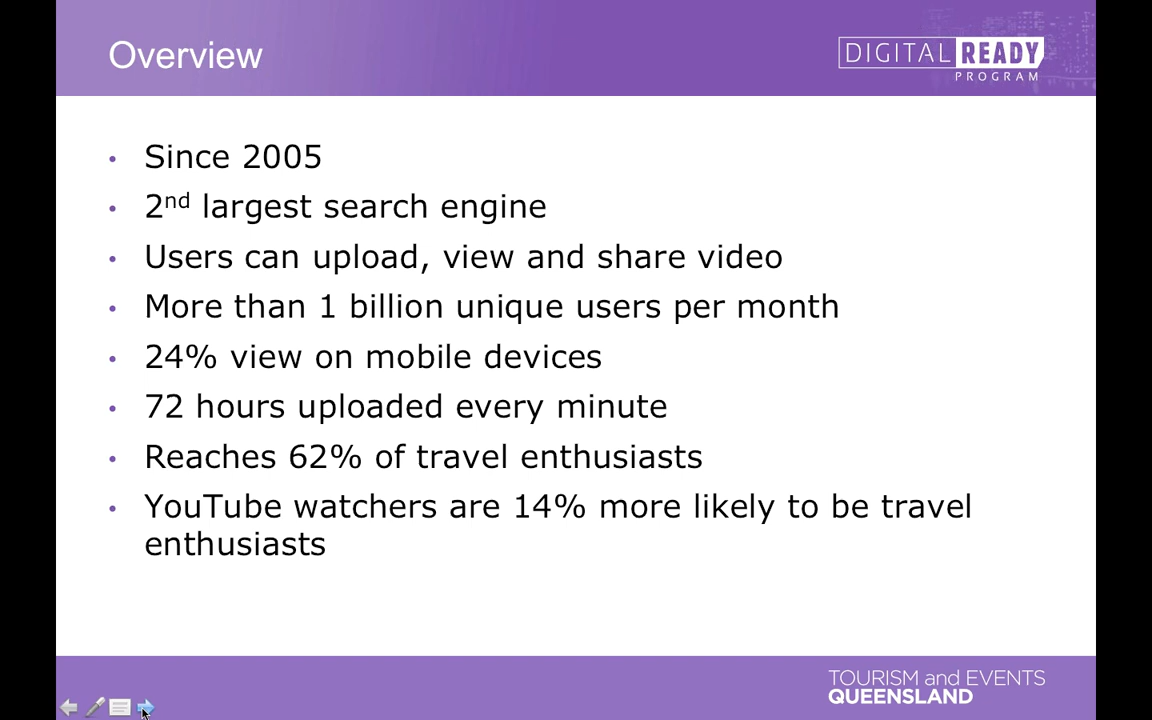 Overview
DIGITAL READY
PROGRAM
• Since 2005
• 2nd largest search engine
• Users can upload, view and share video
• More than 1 billion unique users per month
• 24% view on mobile devices
• 72 hours uploaded every minute
• Reaches 62% of travel enthusiasts
• YouTube watchers are 14% more likely to be travel
enthusiasts
TOURISM and EVENTS
QUEENSLAND